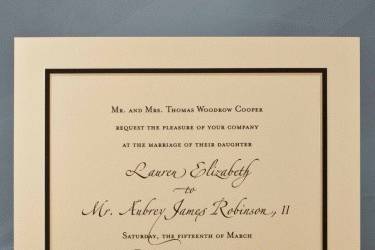 Mr. and Mrs. Thomas Woodrow Cooper
request the pleasure of your company
at the marriage of their daughter
Lauren Elizabeth
to
Mr. Aubrey James Robinson, II
Saturday, the fifteenth of March